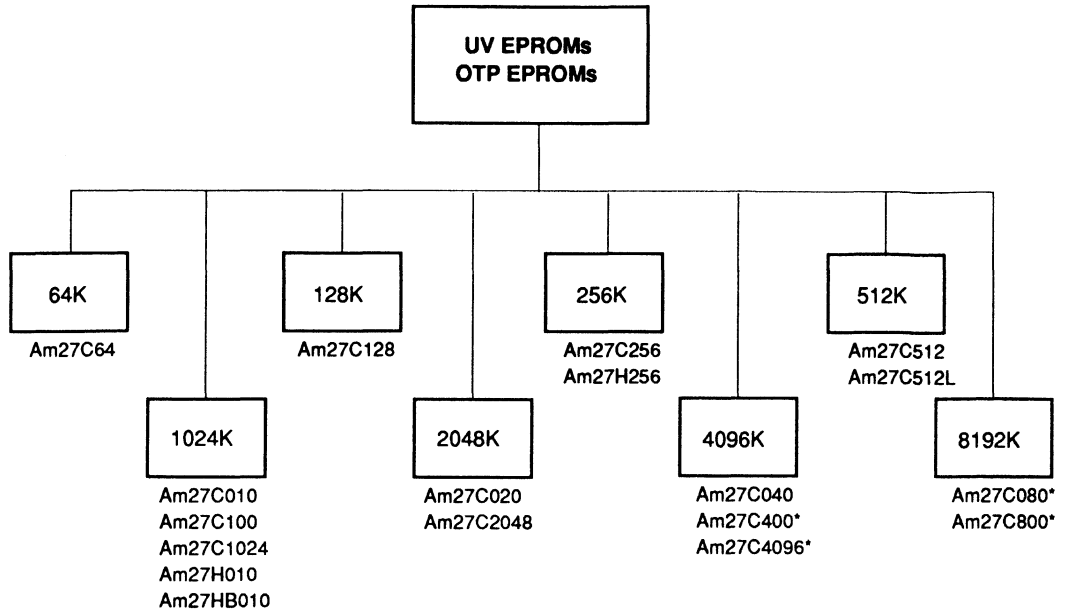 UV EPROMs
OTP EPROMs
64K
Am27C64
128K
Am27C128
256K
Am27C256
Am27H256
512K
Am27C512
Am27C512L
1024K
Am27C010
Am27C100
Am27C1024
Am27H010
Am27HB010
2048K
Am27C020
Am27C2048
4096K
Am27C040
Am27C400*
Am27C4096*
8192K
Am27C080*
Am27C800*